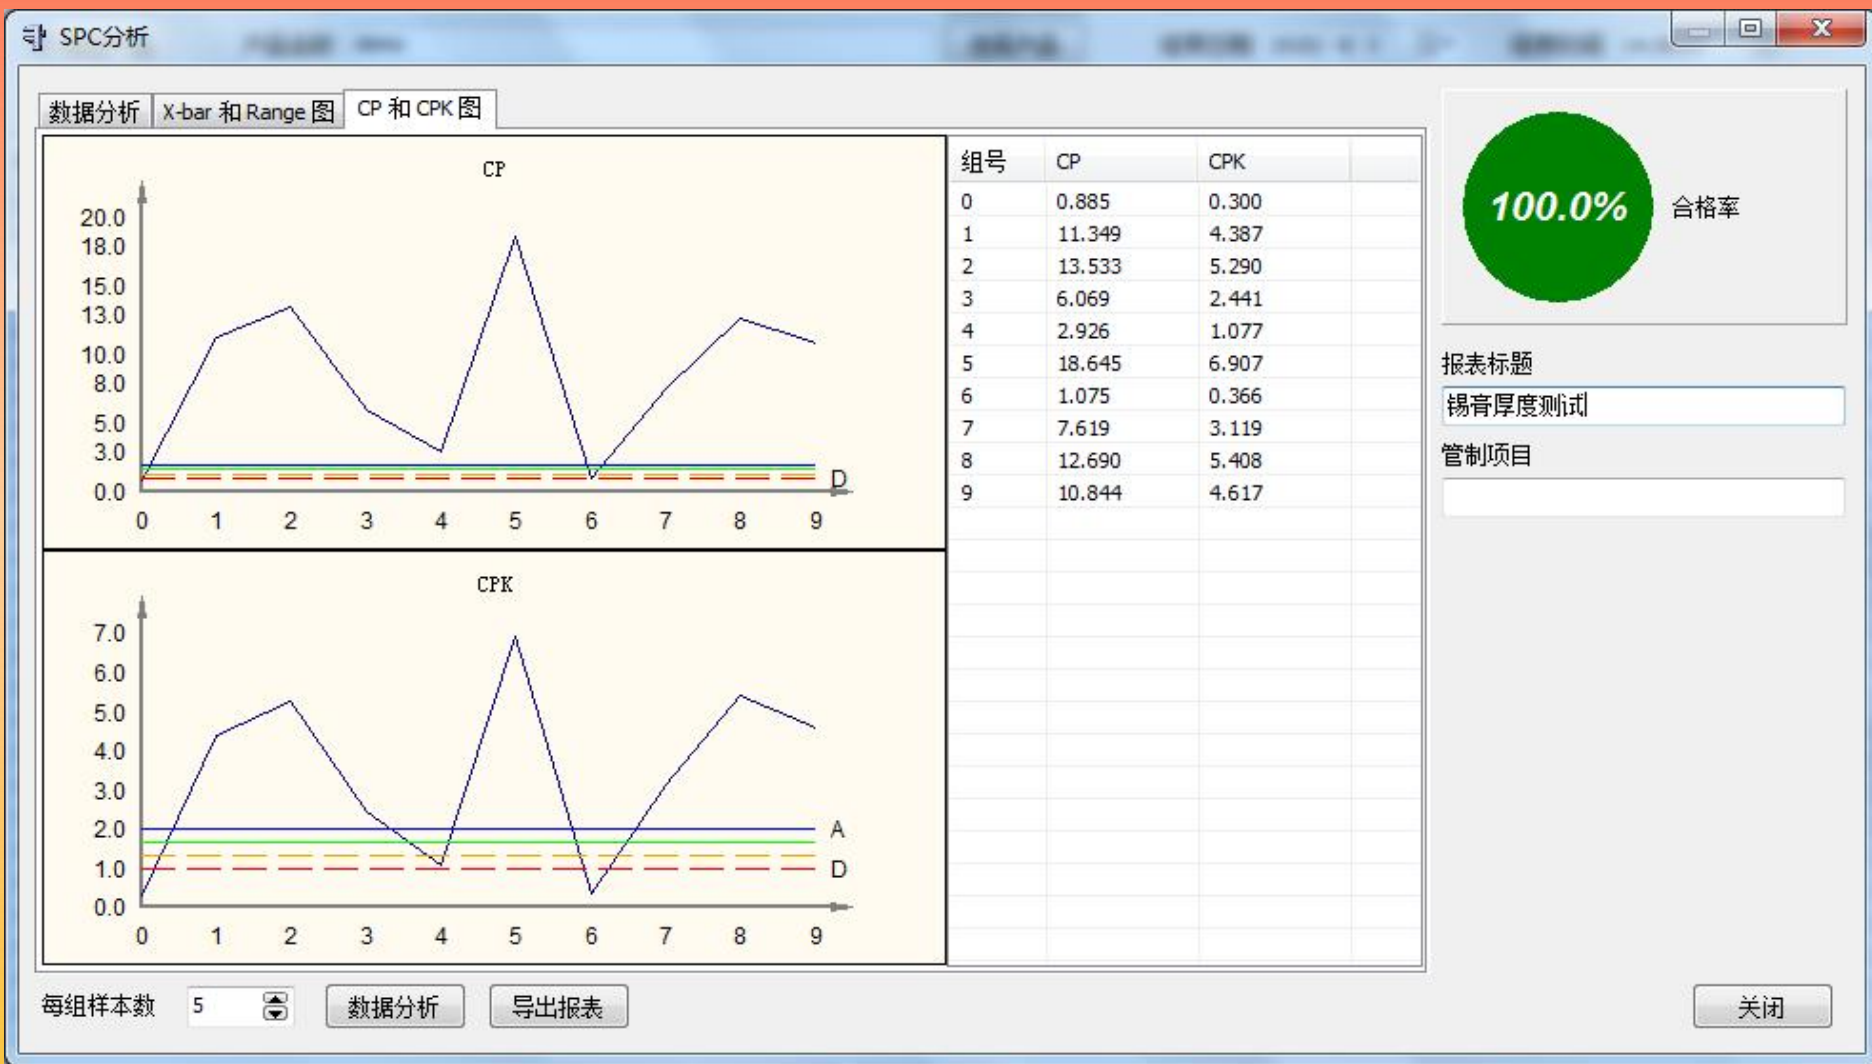 SPC分析
数据分析
X-bar 和 Range 图
CP 和 CPK 图
CP
20.0
18.0
15.0
13.0
10.0
8.0
5.0
3.0
0.0
D
0 1 2 3 4 5 6 7 8 9
CPK
7.0
6.0
5.0
4.0
3.0
2.0
1.0
0.0
A
D
0 1 2 3 4 5 6 7 8 9
组号 CP CPK
0 0.885 0.300
1 11.349 4.387
2 13.533 5.290
3 6.069 2.441
4 2.926 1.077
5 18.645 6.907
6 1.075 0.366
7 7.619 3.119
8 12.690 5.408
9 10.844 4.617
100.0% 合格率
报表标题
锡膏厚度测试
管制项目
每组样本数 5 数据分析 导出报表 关闭